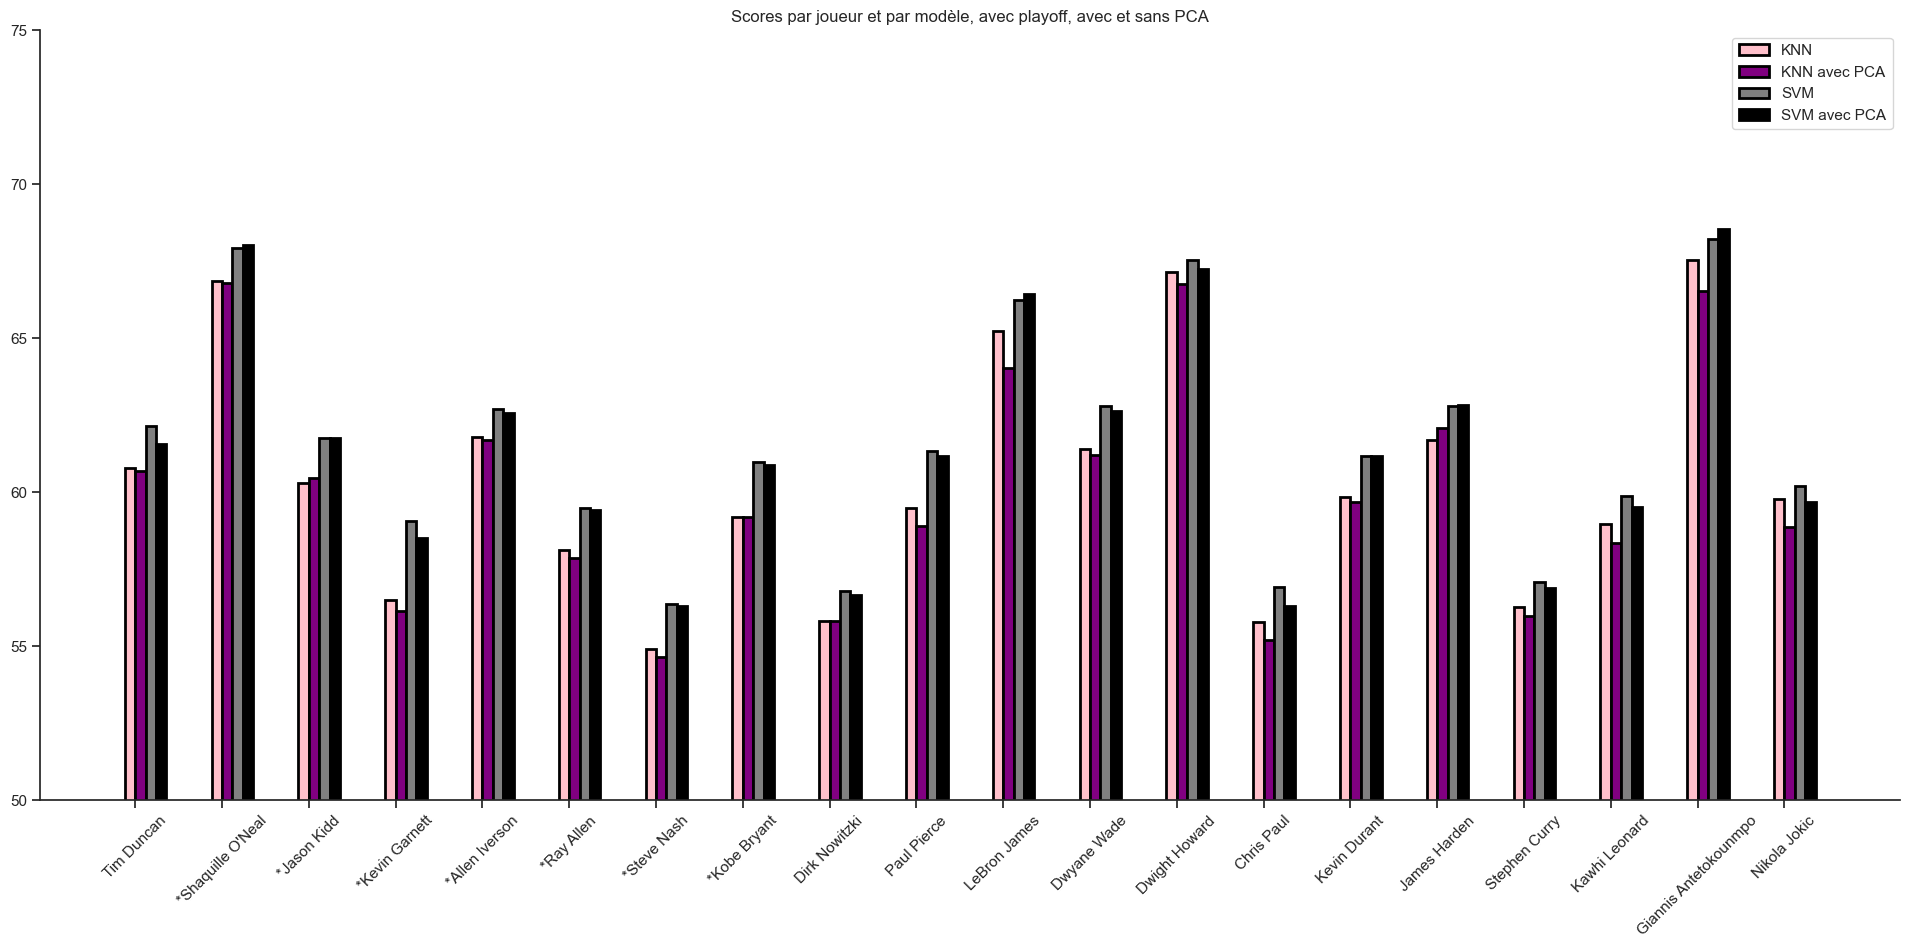 Scores par joueur et par modèle, avec playoff, avec et sans PCA
75
70
65
60
55
50
KNN
KNN avec PCA
SVM
SVM avec PCA
Tim Duncan
*Shaquille O'Neal
*Jason Kidd
*Kevin Garnett
*Allen Iverson
*Ray Allen
*Steve Nash
*Kobe Bryant
Dirk Nowitzki
Paul Pierce
LeBron James
Dwyane Wade
Dwight Howard
Chris Paul
Kevin Durant
James Harden
Stephen Curry
Kawhi Leonard
Giannis Antetokounmpo
Nikola Jokic